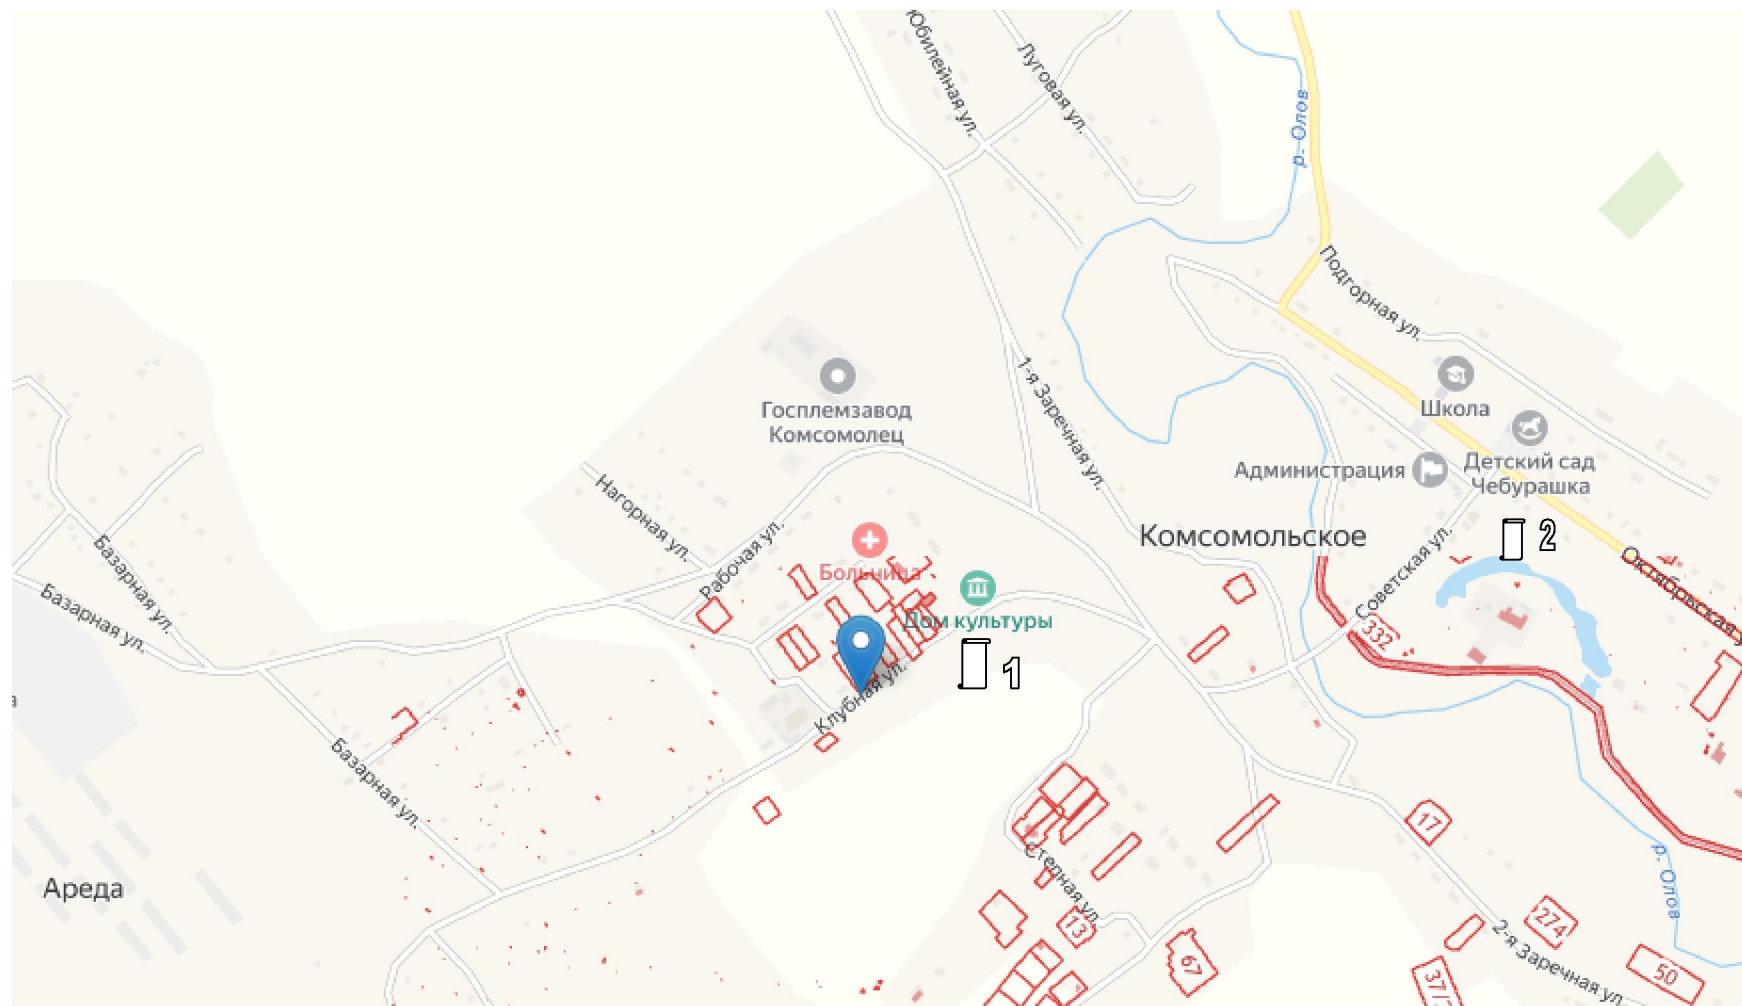 Юбилейная ул.
Луговая ул.
р. Олов
Подгорная ул.
1-я Заречная ул.
Школа
Госплемзавод
Комсомолец
Администрация
Детский сад
Чебурашка
Нагорная ул.
Рабочая ул.
Комсомольское
2
Базарная ул.
Базарная ул.
Больница
Дом культуры
Советская ул.
Октябрьская у
332
1
Клубная ул.
а
Базарная ул.
17
Степная ул.
р. Олов
Ареда
13
274
2-я Заречная ул.
67
50